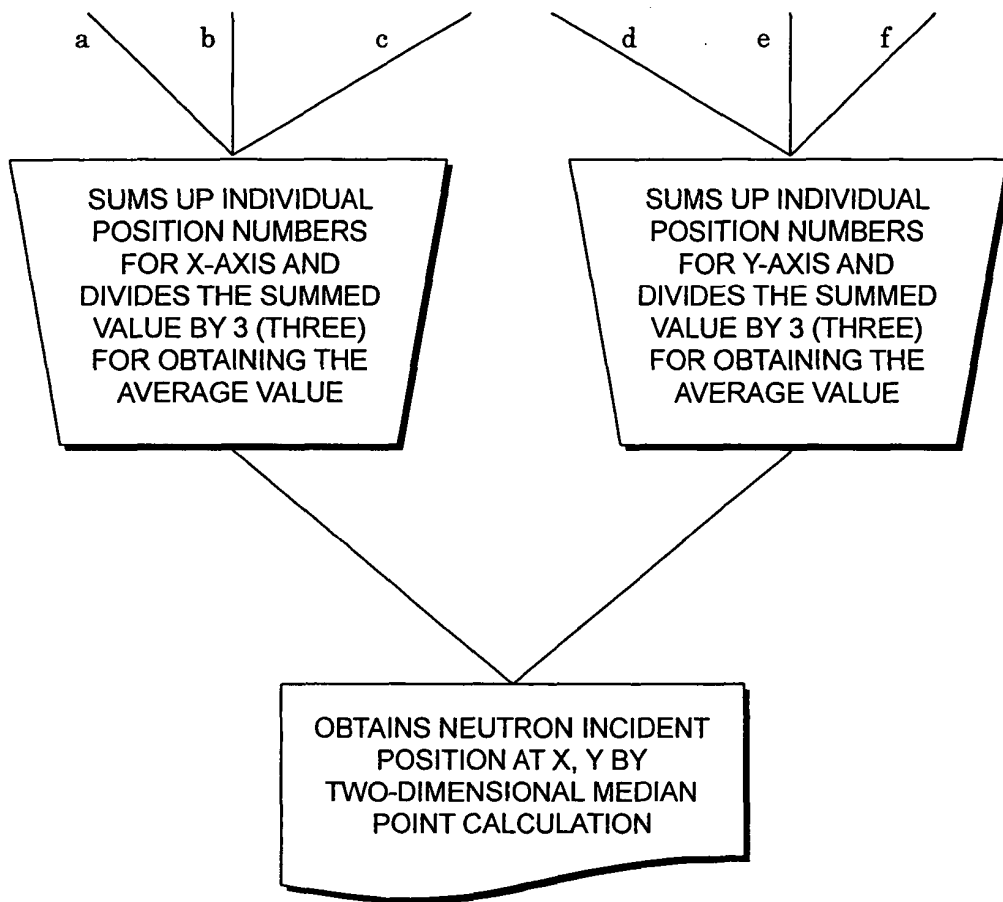 a b c d e f
SUMS UP INDIVIDUAL
POSITION NUMBERS
FOR X-AXIS AND
DIVIDES THE SUMMED
VALUE BY 3 (THREE)
FOR OBTAINING THE
AVERAGE VALUE
SUMS UP INDIVIDUAL
POSITION NUMBERS
FOR Y-AXIS AND
DIVIDES THE SUMMED
VALUE BY 3 (THREE)
FOR OBTAINING THE
AVERAGE VALUE
OBTAINS NEUTRON INCIDENT
POSITION AT X, Y BY
TWO-DIMENSIONAL MEDIAN
POINT CALCULATION